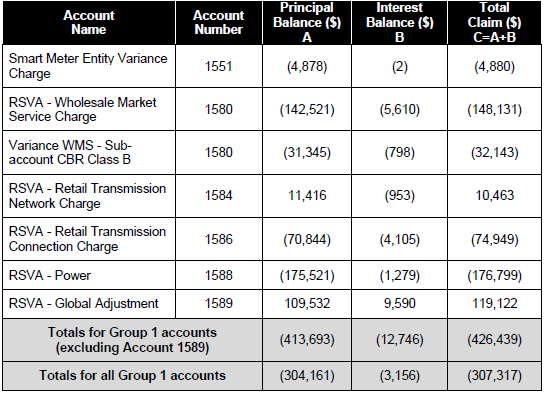 Account Name Account Number Principal Balance ($) A Interest Balance ($) B Total Claim ($) C=A+B
Smart Meter Entity Variance Charge 1551 (4,878) (2) (4,880)
RSVA - Wholesale Market Service Charge 1580 (142,521) (5,610) (148,131)
Variance WMS - Sub-account CBR Class B 1580 (31,345) (798) (32,143)
RSVA - Retail Transmission Network Charge 1584 11,416 (953) 10,463
RSVA - Retail Transmission Connection Charge 1586 (70,844) (4,105) (74,949)
RSVA - Power 1588 (175,521) (1,279) (176,799)
RSVA - Global Adjustment 1589 109,532 9,590 119,122
Totals for Group 1 accounts (excluding Account 1589) (413,693) (12,746) (426,439)
Totals for all Group 1 accounts (304,161) (3,156) (307,317)